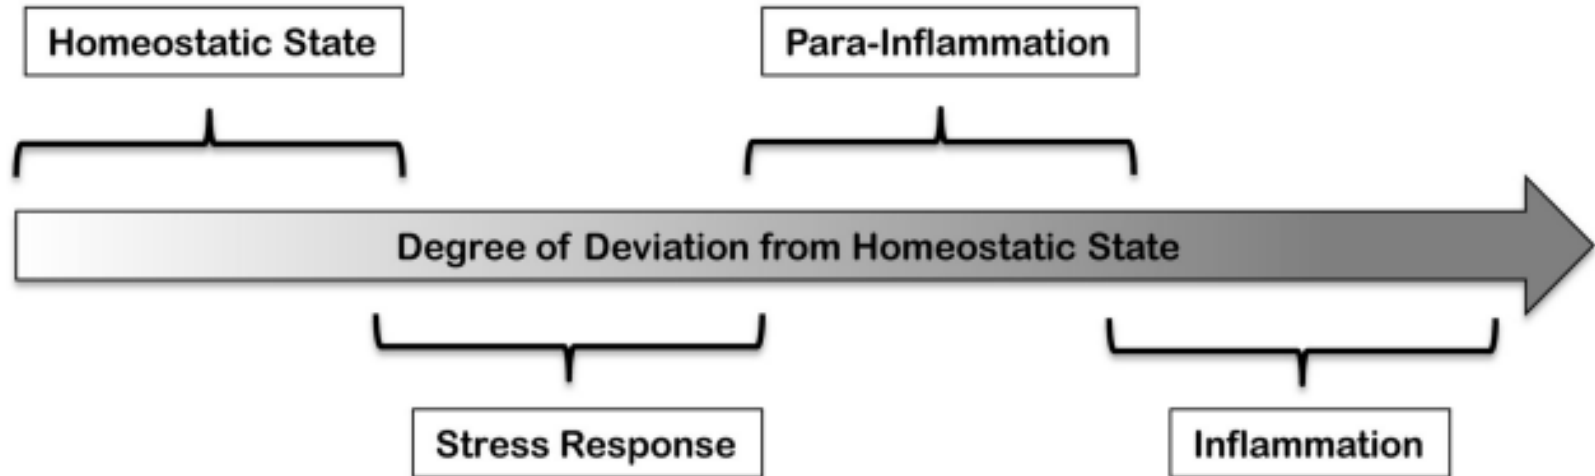 Homeostatic State
Para-Inflammation
Degree of Deviation from Homeostatic State
Stress Response
Inflammation